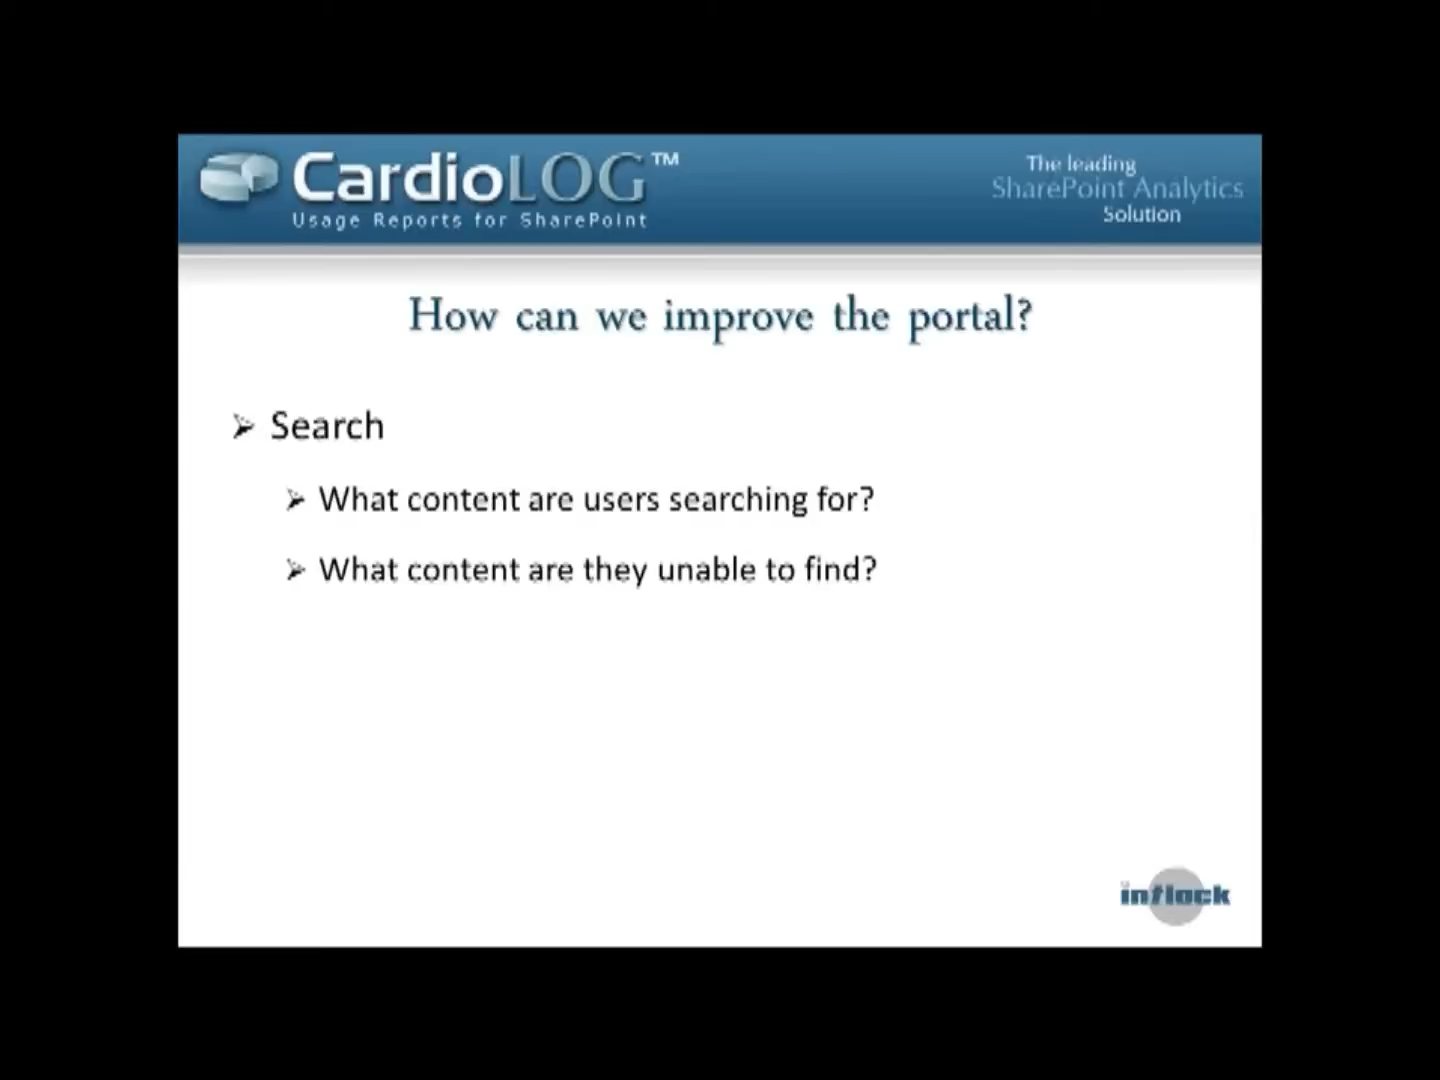 CardioLOG™
Usage Reports for SharePoint
The leading
SharePoint Analytics
Solution
How can we improve the portal?
Search
What content are users searching for?
What content are they unable to find?
intlock